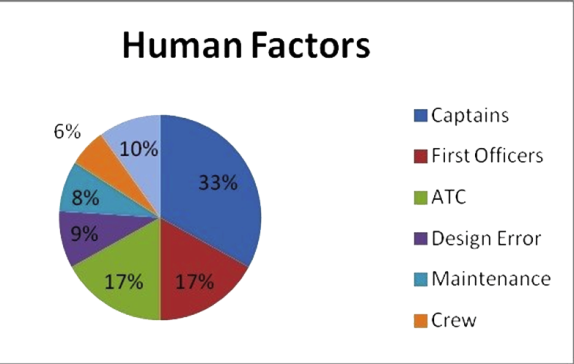 Human Factors
6%
10%
33%
8%
9%
17%
17%
Captains
First Officers
ATC
Design Error
Maintenance
Crew